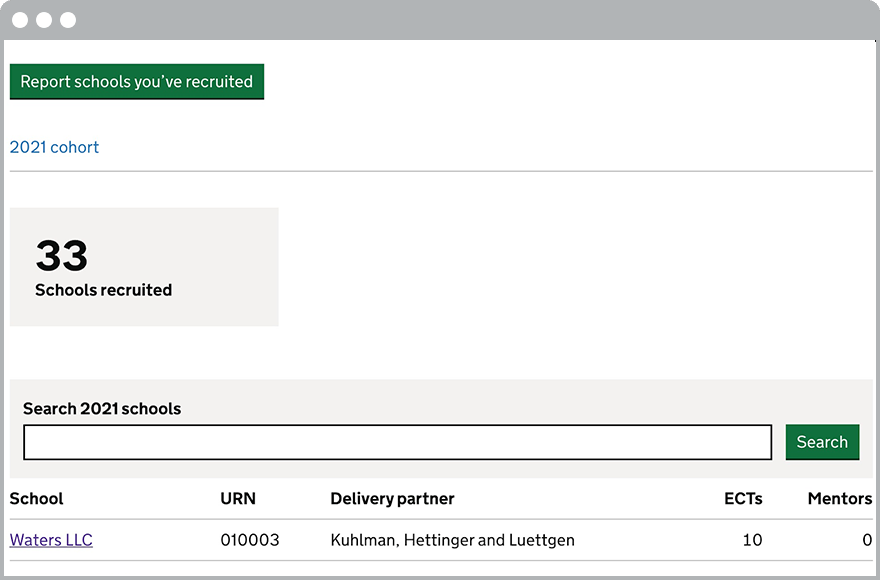 Report schools you’ve recruited
2021 cohort
33
Schools recruited
Search 2021 schools
Search
School URN Delivery partner ECTs Mentors
Waters LLC 010003 Kuhlman, Hettinger and Luettgen 10 0